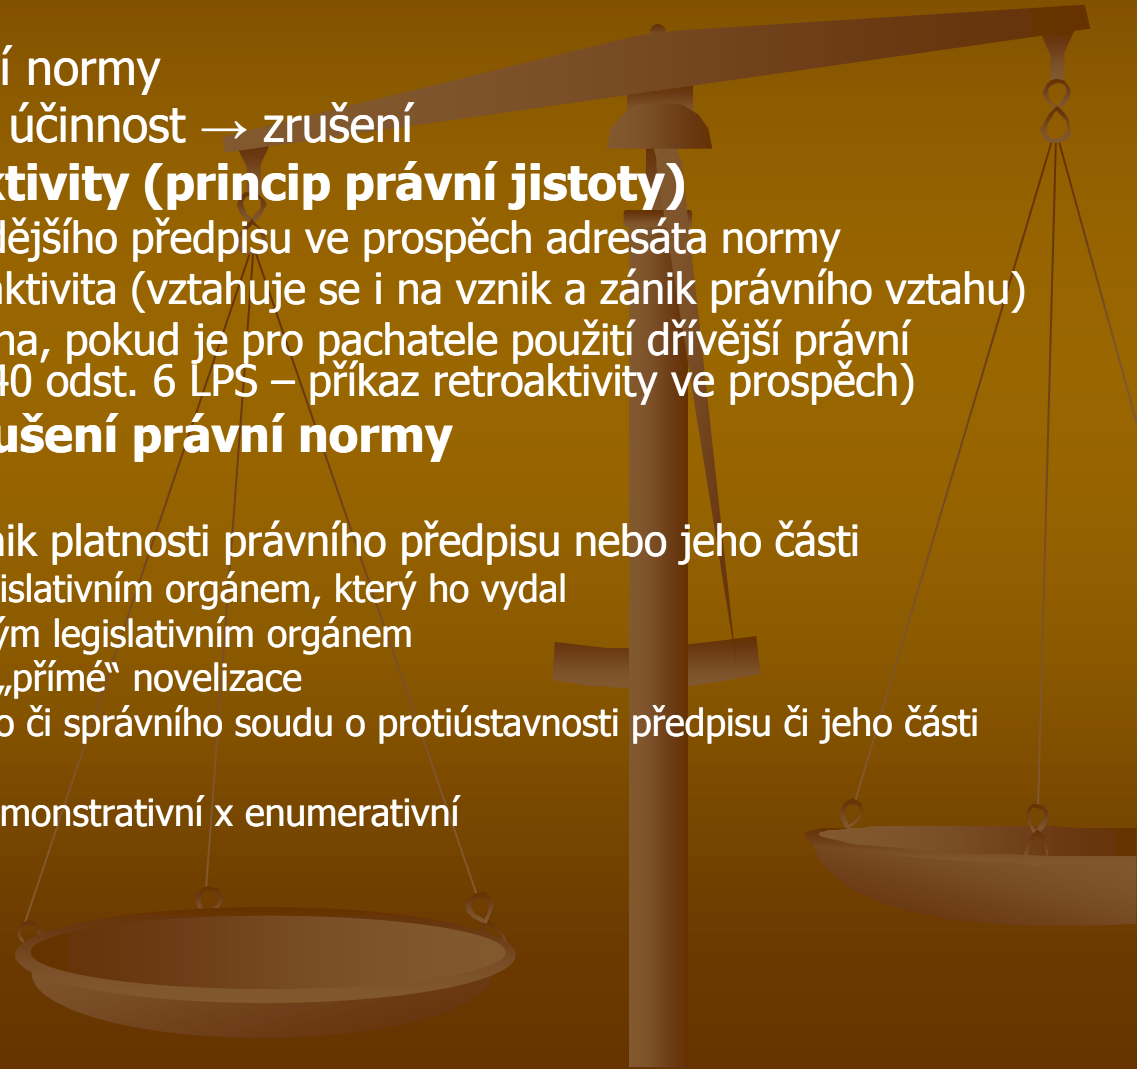 í normy
účinnost → zrušení
ktivity (princip právní jistoty)
dějšího předpisu ve prospěch adresáta normy
aktivita (vztahuje se i na vznik a zánik právního vztahu)
na, pokud je pro pachatele použití dřívější právní
40 odst. 6 LPS – příkaz retroaktivity ve prospěch)
ušení právní normy
nik platnosti právního předpisu nebo jeho části
islativním orgánem, který ho vydal
ým legislativním orgánem
„přímé“ novelizace
o či správního soudu o protiústavnosti předpisu či jeho části
monstrativní x enumerativní